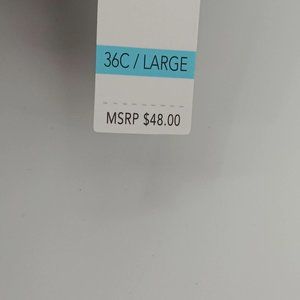 36C / LARGE
MSRP $48.00